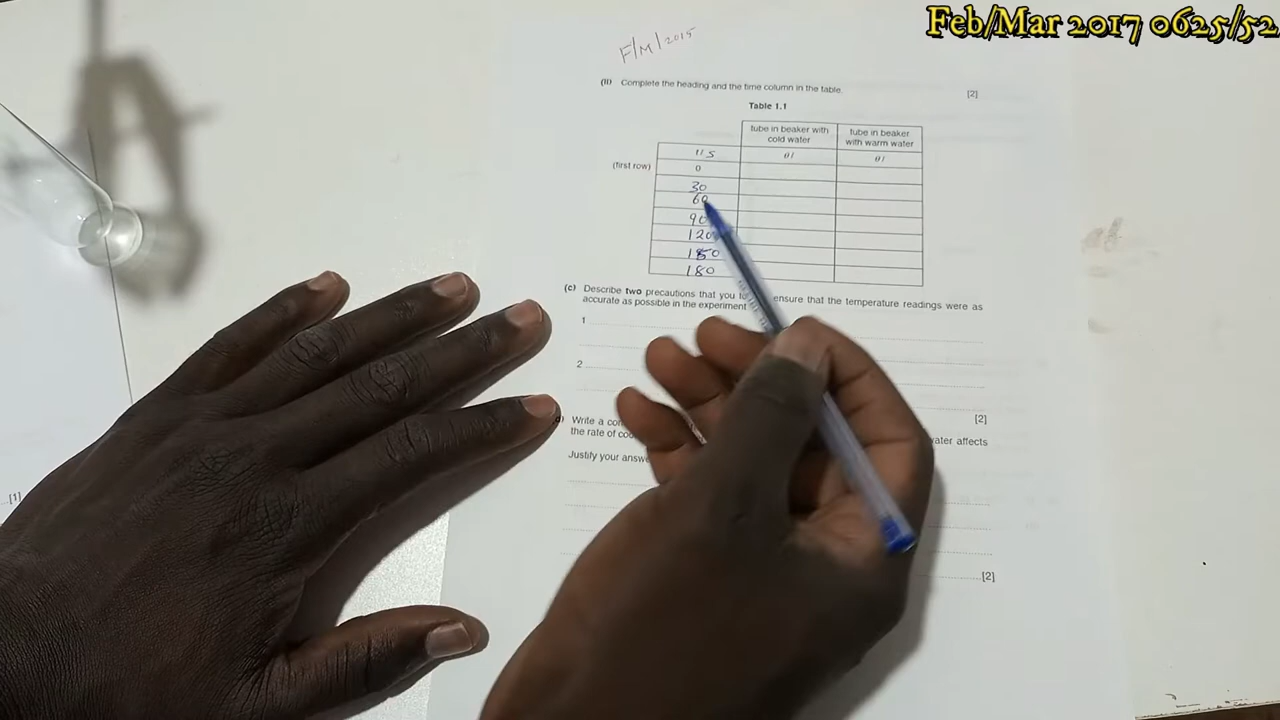 Feb/Mar 2017 0625/52
F/M/2015
(ii) Complete the heading and the time column in the table.
[2]
Table 1.1
tube in beaker with cold water
tube in beaker with warm water
t/s θ/ θ/
(first row) 0
30
60
90
120
150
180
(c) Describe two precautions that you to ensure that the temperature readings were as
accurate as possible in the experiment
1
2
[2]
Write a con water affects
the rate of
Justify your answ
[2]
[1]